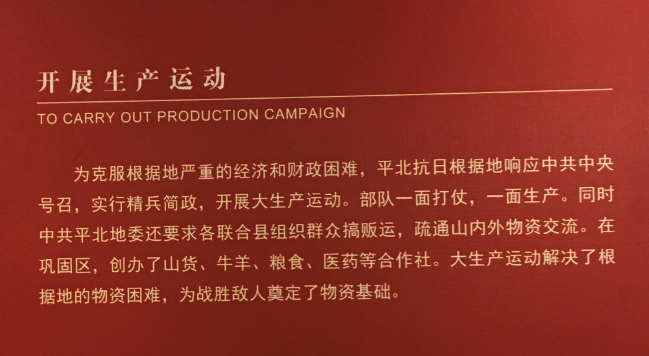 开展生产运动
TO CARRY OUT PRODUCTION CAMPAIGN
为克服根据地严重的经济和财政困难，平北抗日根据地响应中共中央
号召，实行精兵简政，开展大生产运动。部队一面打仗，一面生产。同时
中共平北地委还要求各联合县组织群众搞贩运，疏通山内外物资交流。在
巩固区，创办了山货、牛羊、粮食、医药等合作社。大生产运动解决了根
据地的物资困难，为战胜敌人奠定了物资基础。